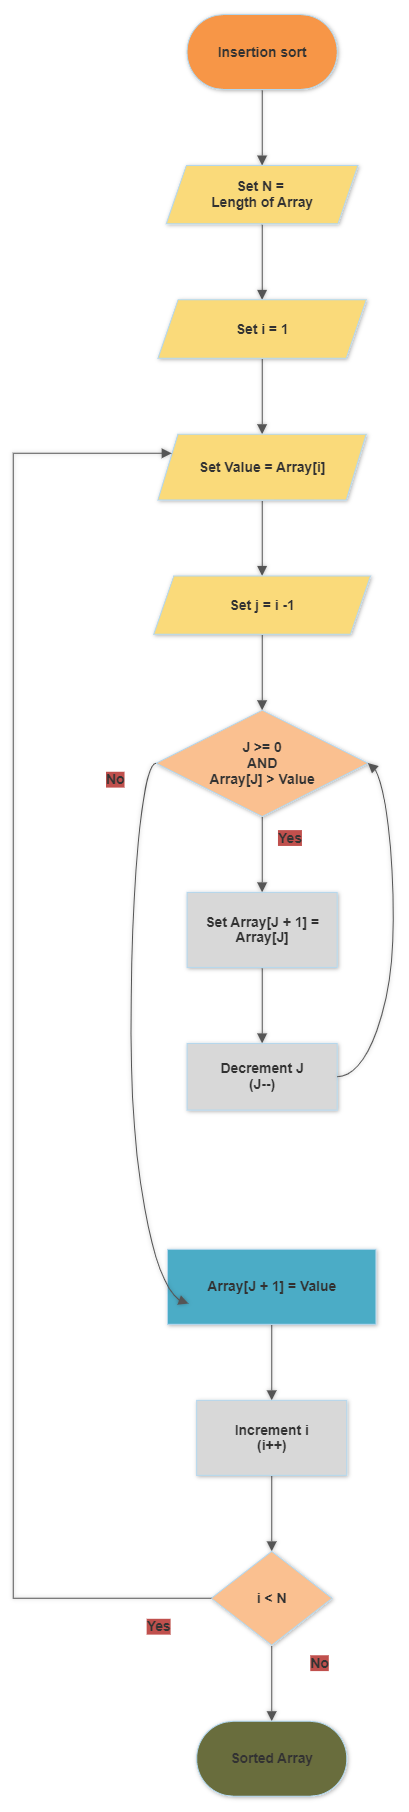 Insertion sort
Set N =
Length of Array
Set i = 1
Set Value = Array[i]
Set j = i -1
J >= 0
AND
Array[J] > Value
No
Yes
Set Array[J + 1] =
Array[J]
Decrement J
(J--)
Array[J + 1] = Value
Increment i
(i++)
i < N
Yes
No
Sorted Array